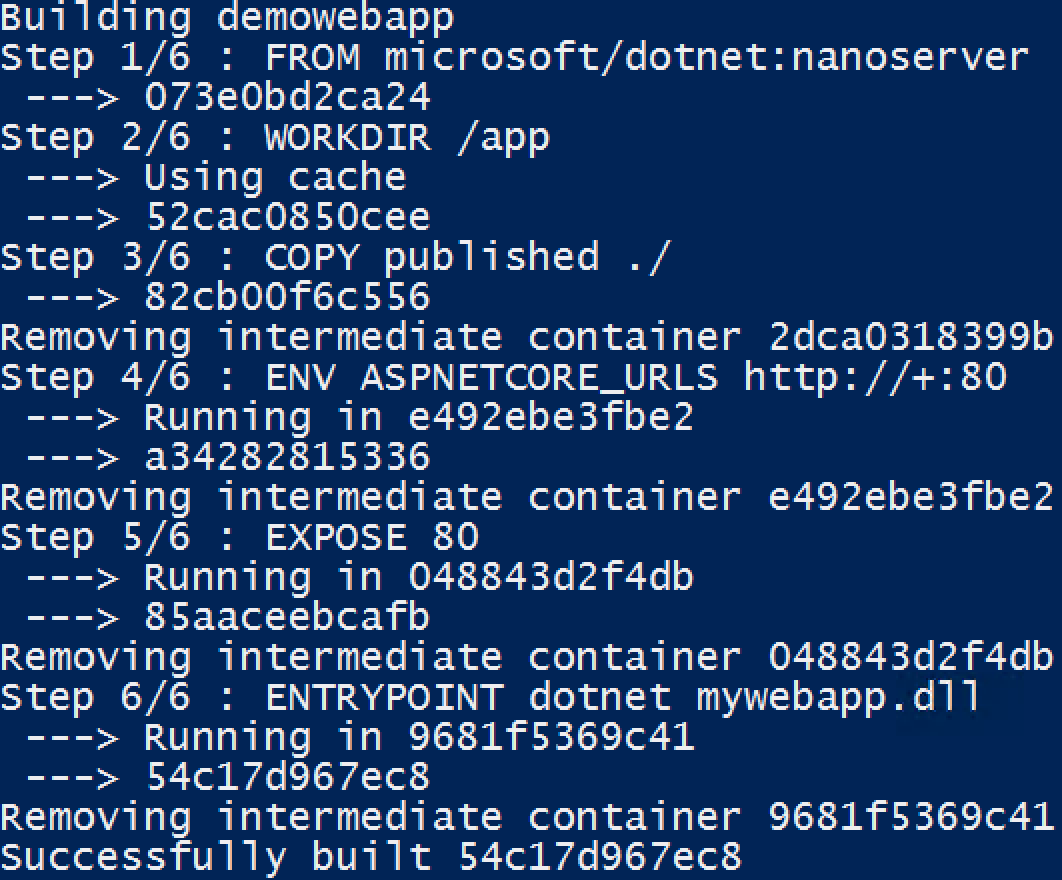 Building demowebapp
Step 1/6 : FROM microsoft/dotnet:nanoserver
 ---> 073e0bd2ca24
Step 2/6 : WORKDIR /app
 ---> Using cache
 ---> 52cac0850cee
Step 3/6 : COPY published ./
 ---> 82cb00f6c556
Removing intermediate container 2dca0318399b
Step 4/6 : ENV ASPNETCORE_URLS http://+:80
 ---> Running in e492ebe3fbe2
 ---> a34282815336
Removing intermediate container e492ebe3fbe2
Step 5/6 : EXPOSE 80
 ---> Running in 048843d2f4db
 ---> 85aaceebcafb
Removing intermediate container 048843d2f4db
Step 6/6 : ENTRYPOINT dotnet mywebapp.dll
 ---> Running in 9681f5369c41
 ---> 54c17d967ec8
Removing intermediate container 9681f5369c41
Successfully built 54c17d967ec8